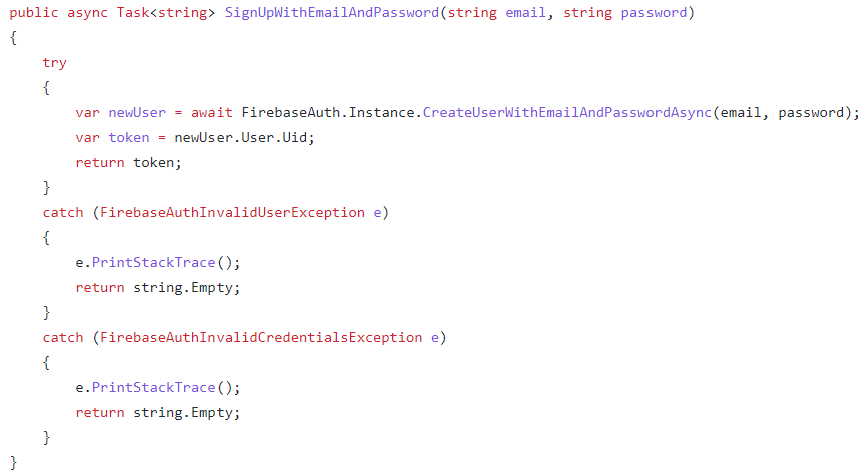 public async Task<string> SignUpWithEmailAndPassword(string email, string password)
{
    try
    {
        var newUser = await FirebaseAuth.Instance.CreateUserWithEmailAndPasswordAsync(email, password);
        var token = newUser.User.Uid;
        return token;
    }
    catch (FirebaseAuthInvalidUserException e)
    {
        e.PrintStackTrace();
        return string.Empty;
    }
    catch (FirebaseAuthInvalidCredentialsException e)
    {
        e.PrintStackTrace();
        return string.Empty;
    }
}